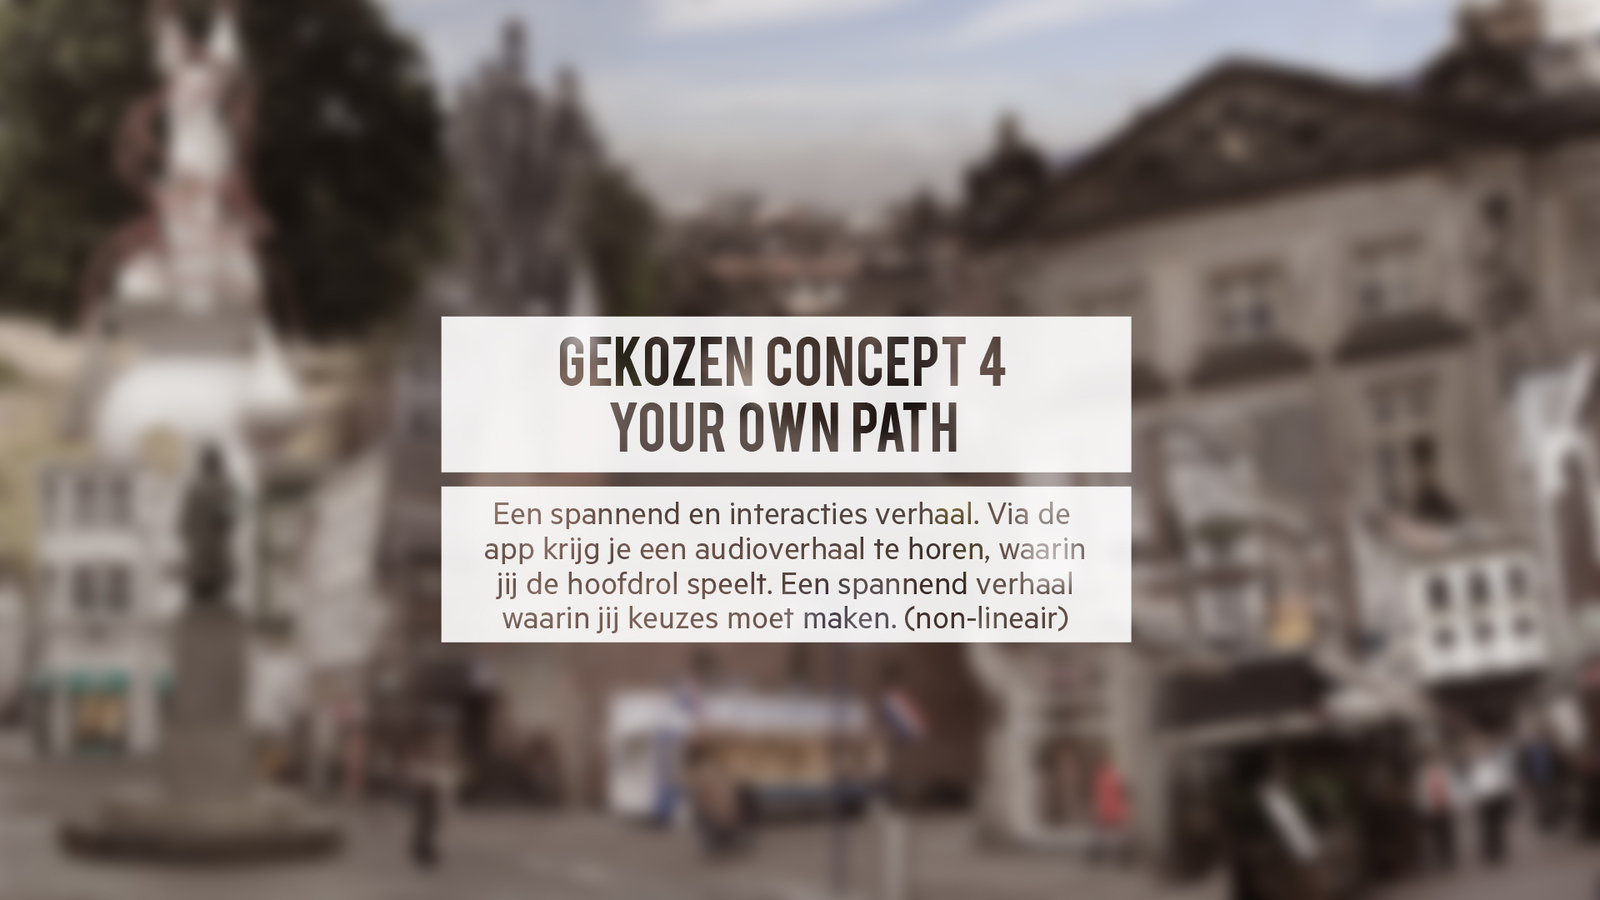 GEKOZEN CONCEPT 4
YOUR OWN PATH
Een spannend en interacties verhaal. Via de
app krijg je een audioverhaal te horen, waarin
jij de hoofdrol speelt. Een spannend verhaal
waarin jij keuzes moet maken. (non-lineair)